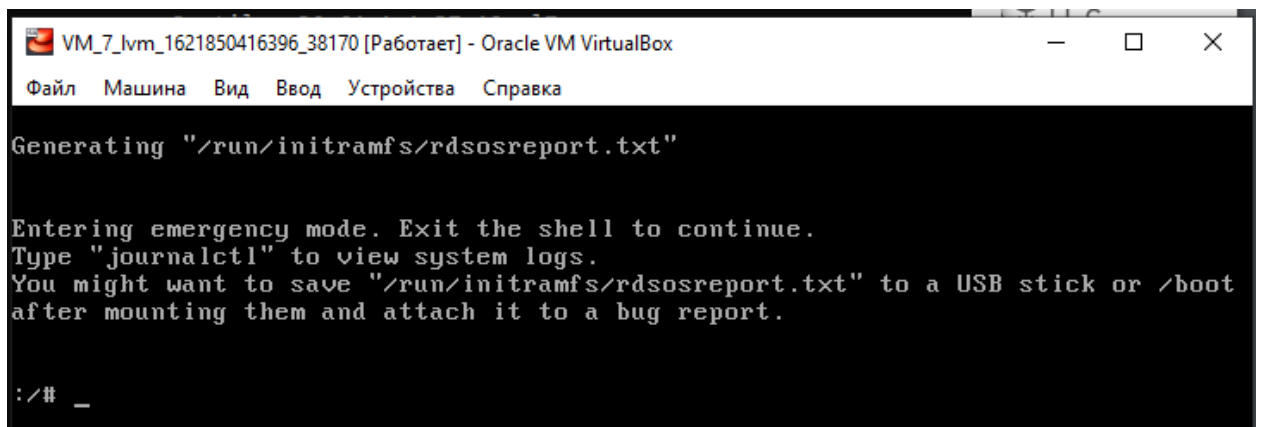 VM_7_lvm_1621850416396_38170 [Работает] - Oracle VM VirtualBox
Файл Машина Вид Ввод Устройства Справка
Generating "/run/initramfs/rdsosreport.txt"
Entering emergency mode. Exit the shell to continue.
Type "journalctl" to view system logs.
You might want to save "/run/initramfs/rdsosreport.txt" to a USB stick or /boot
after mounting them and attach it to a bug report.
:/# _